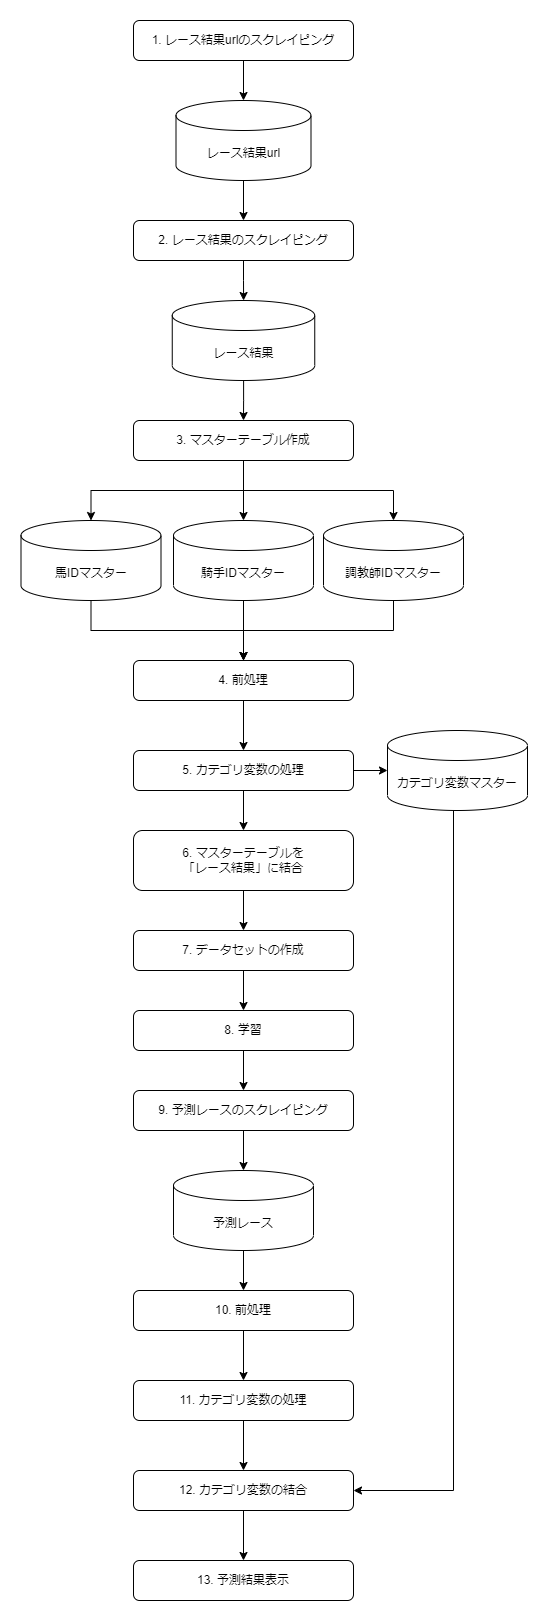 1. レース結果urlのスクレイピング
レース結果url
2. レース結果のスクレイピング
レース結果
3. マスターテーブル作成
馬IDマスター
騎手IDマスター
調教師IDマスター
4. 前処理
5. カテゴリ変数の処理
カテゴリ変数マスター
6. マスターテーブルを
「レース結果」に結合
7. データセットの作成
8. 学習
9. 予測レースのスクレイピング
予測レース
10. 前処理
11. カテゴリ変数の処理
12. カテゴリ変数の結合
13. 予測結果表示